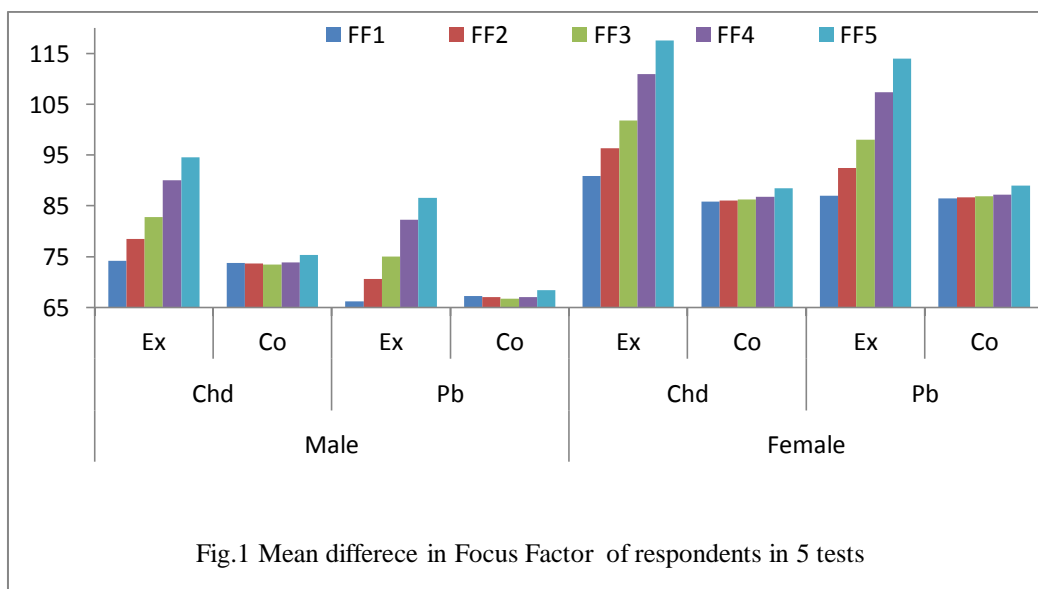 FF1 FF2 FF3 FF4 FF5
115
105
95
85
75
65
Ex Co Ex Co Ex Co Ex Co
Chd Pb Chd Pb
Male Female
Fig.1 Mean differece in Focus Factor of respondents in 5 tests